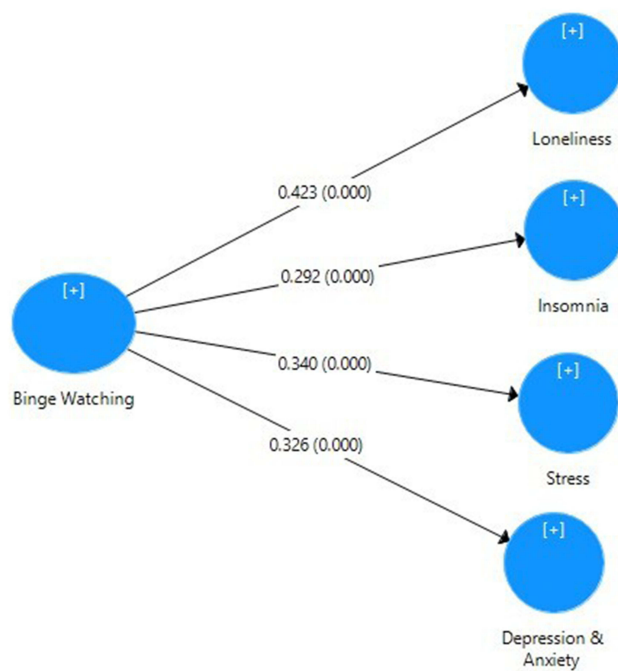 [+]
Loneliness
0.423 (0.000)
[+]
0.292 (0.000)
Insomnia
[+]
Binge Watching
0.340 (0.000)
[+]
Stress
0.326 (0.000)
[+]
Depression &
Anxiety